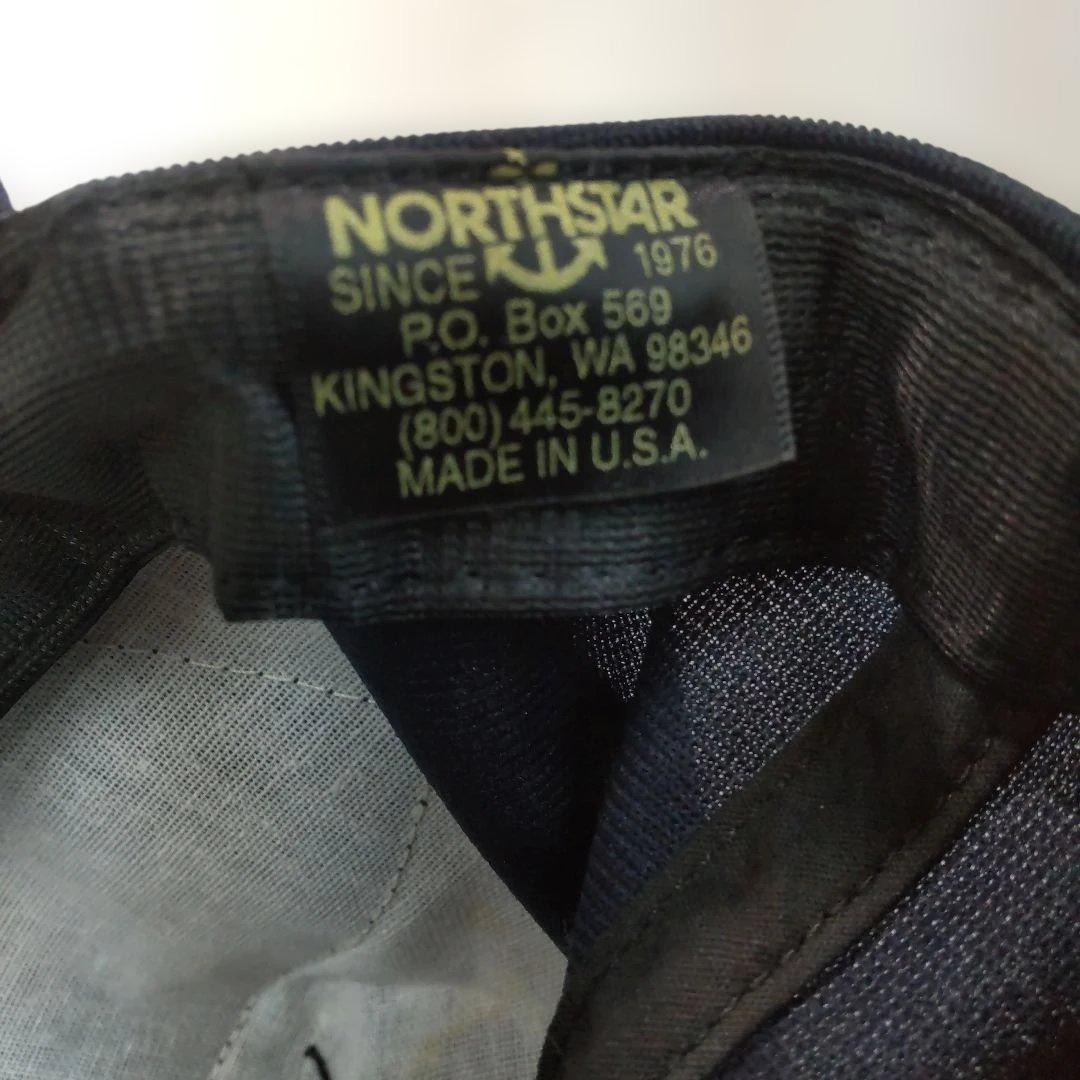 NORTHSTAR
SINCE 1976
P.O. Box 569
KINGSTON, WA 98346
(800) 445-8270
MADE IN U.S.A.